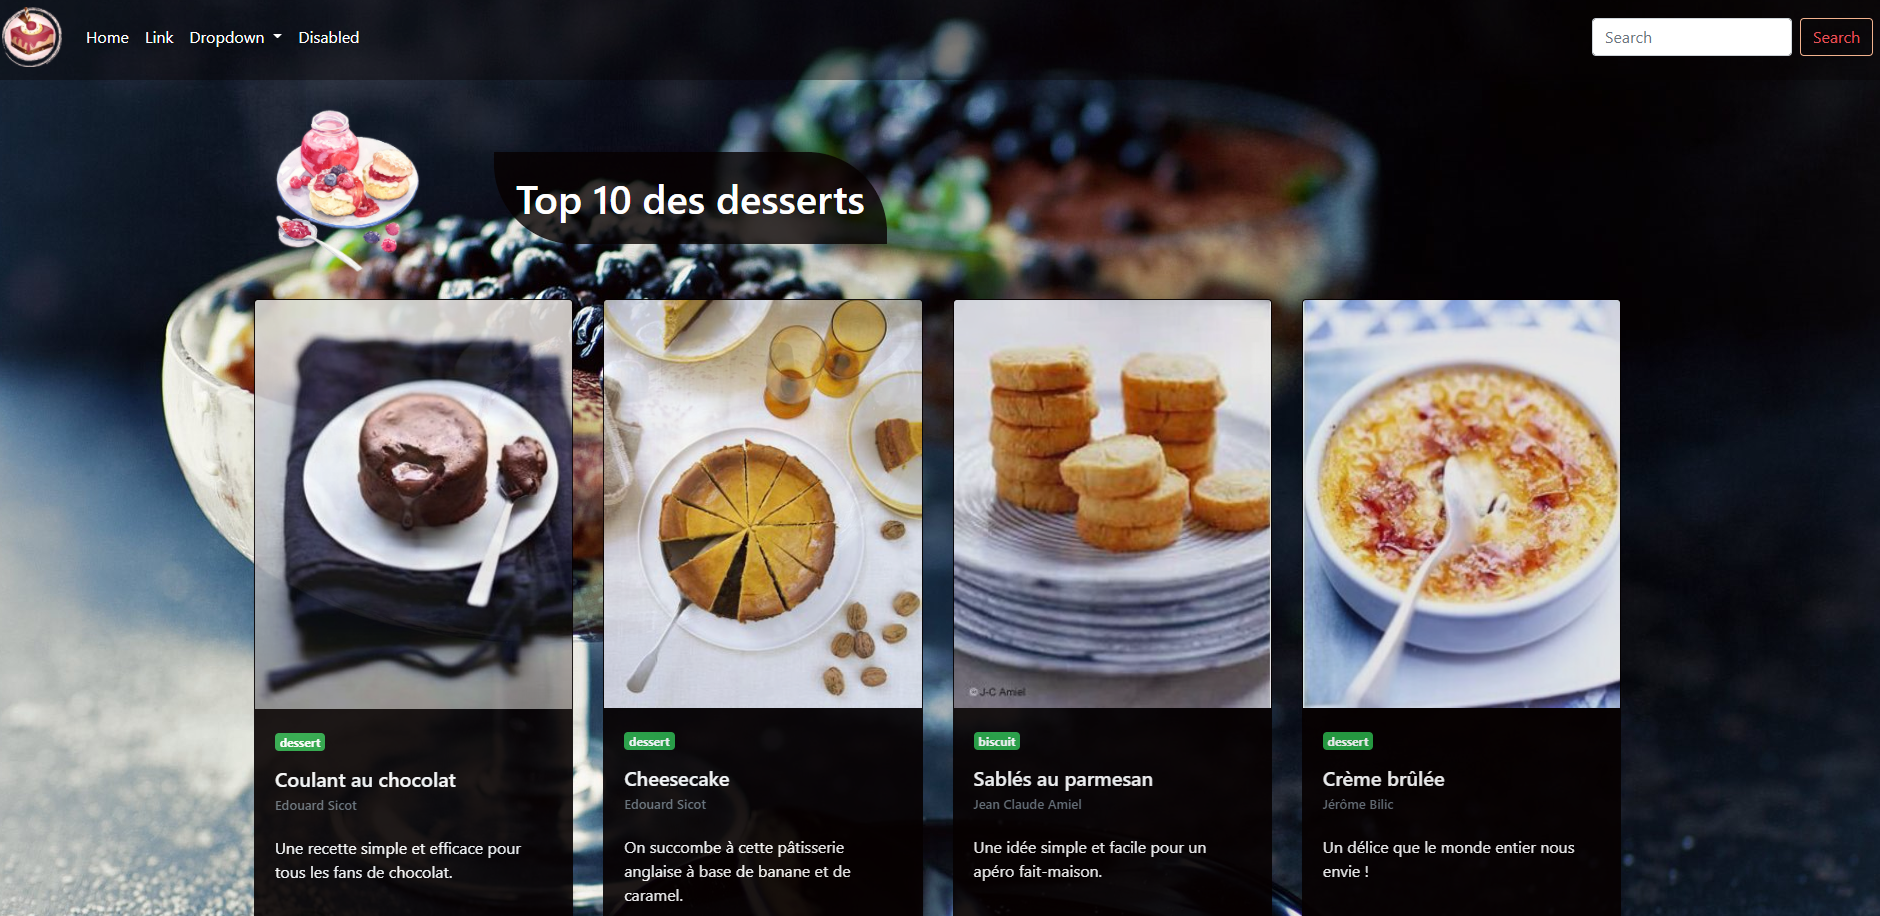 Home Link Dropdown Disabled Search Search
Top 10 des desserts
© J-C Amiel
dessert
Coulant au chocolat
Edouard Sicot
Une recette simple et efficace pour
tous les fans de chocolat.
dessert
Cheesecake
Edouard Sicot
On succombe à cette pâtisserie
anglaise à base de banane et de
caramel.
biscuit
Sablés au parmesan
Jean Claude Amiel
Une idée simple et facile pour un
apéro fait-maison.
dessert
Crème brûlée
Jérôme Bilic
Un délice que le monde entier nous
envie !